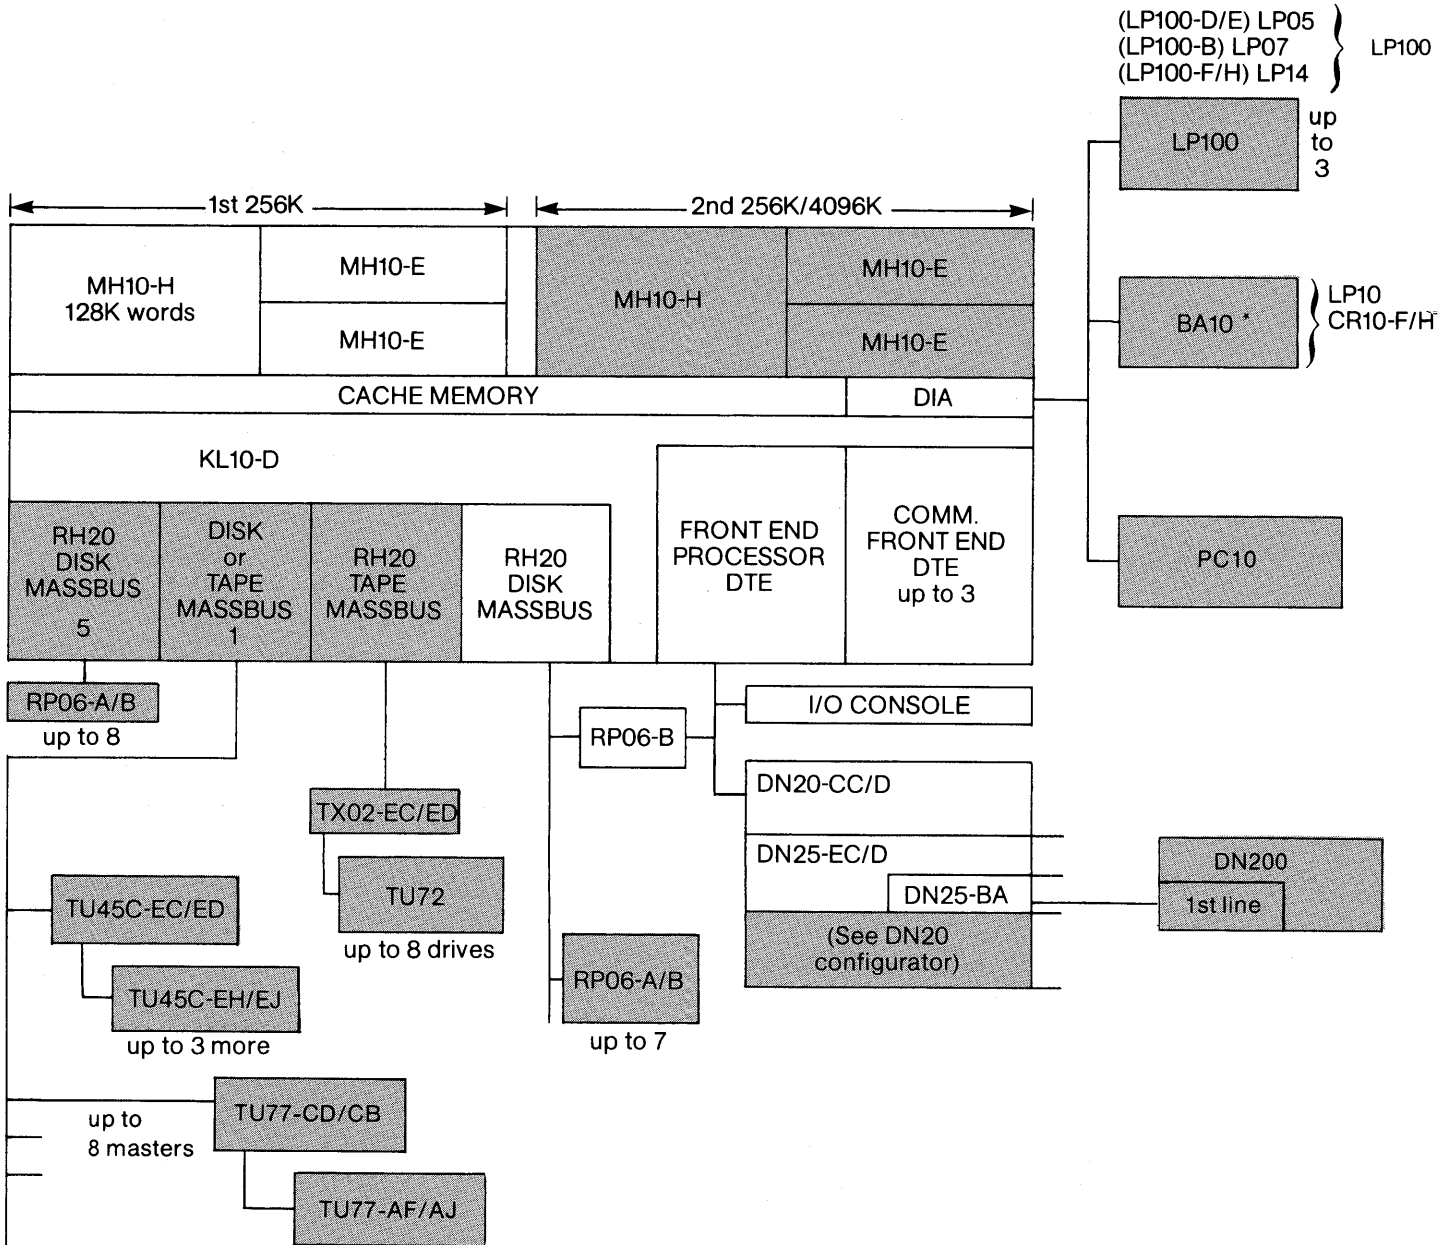 (LP100-D/E) LP05
(LP100-B) LP07
(LP100-F/H) LP14
LP100
LP100
up
to
3
1st 256K
2nd 256K/4096K
MH10-H
128K words
MH10-E
MH10-E
MH10-H
MH10-E
MH10-E
BA10 *
LP10
CR10-F/H
CACHE MEMORY
DIA
KL10-D
RH20
DISK
MASSBUS
5
DISK
or
TAPE
MASSBUS
1
RH20
TAPE
MASSBUS
RH20
DISK
MASSBUS
FRONT END
PROCESSOR
DTE
COMM.
FRONT END
DTE
up to 3
PC10
RP06-A/B
up to 8
RP06-B
I/O CONSOLE
TX02-EC/ED
TU72
up to 8 drives
DN20-CC/D
DN25-EC/D
DN25-BA
(See DN20
configurator)
DN200
1st line
TU45C-EC/ED
TU45C-EH/EJ
up to 3 more
RP06-A/B
up to 7
up to
8 masters
TU77-CD/CB
TU77-AF/AJ